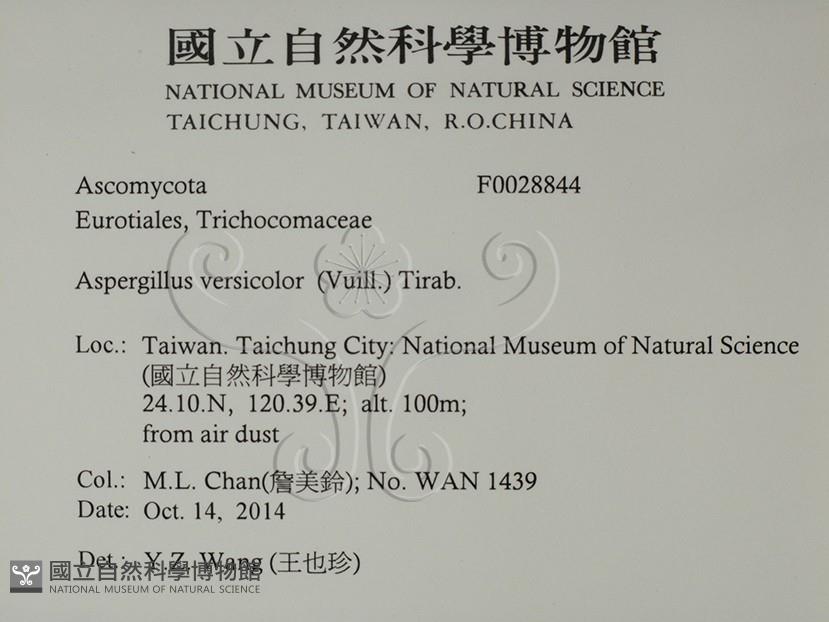 國立自然科學博物館
NATIONAL MUSEUM OF NATURAL SCIENCE
TAICHUNG, TAIWAN, R.O.CHINA
Ascomycota F0028844
Eurotiales, Trichocomaceae
Aspergillus versicolor (Vuill.) Tirab.
Loc.: Taiwan. Taichung City: National Museum of Natural Science
(國立自然科學博物館)
24.10.N, 120.39.E; alt. 100m;
from air dust
Col.: M.L. Chan(詹美鈴); No. WAN 1439
Date: Oct. 14, 2014
Det.: Y.Z. Wang (王也珍)
國立自然科學博物館
NATIONAL MUSEUM OF NATURAL SCIENCE